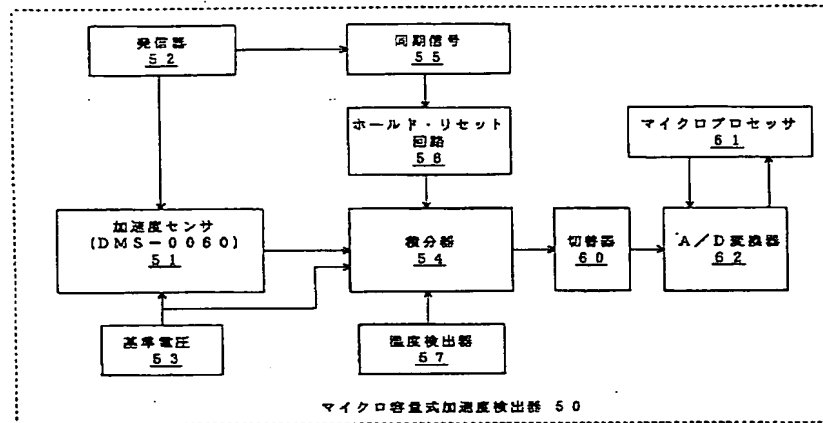 発信器
５２
同期信号
５５
ホールド・リセット
回路
５６
マイクロプロセッサ
６１
加速度センサ
(DMS－0060)
５１
積分器
５４
切替器
６０
A／D変換器
６２
基準電圧
５３
温度検出器
５７
マイクロ容量式加速度検出器 ５０